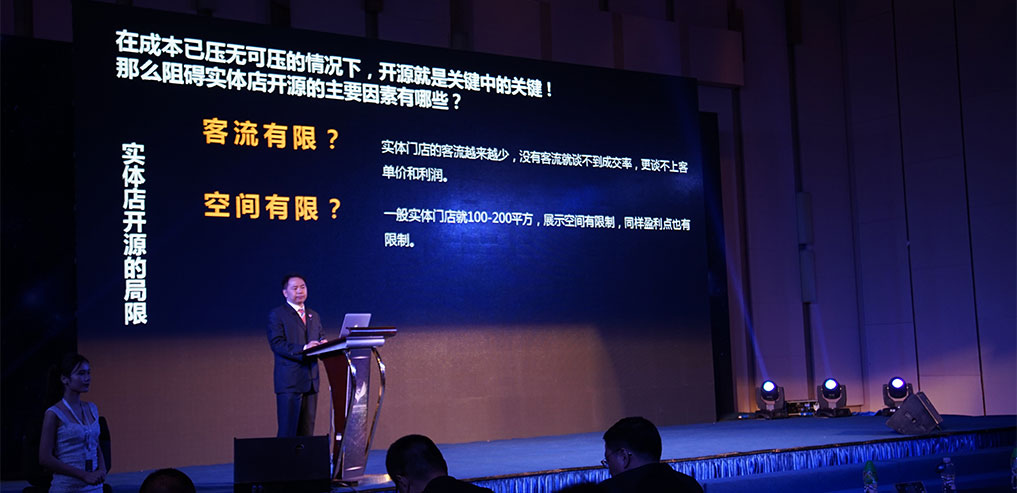 在成本已压无可压的情况下，开源就是关键中的关键！
那么阻碍实体店开源的主要因素有哪些？
实体店开源的局限
客流有限？
实体门店的客流越来越少，没有客流就谈不到成交率，更谈不上客
单价和利润。
空间有限？
一般实体门店就100-200平方，展示空间有限制，同样盈利点也有
限制。